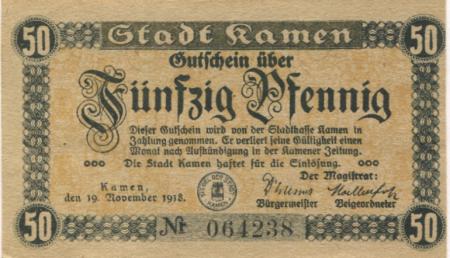 50 Stadt Kamen 50
Gutschein über
Fünfzig Pfennig
Dieser Gutschein wird von der Stadtkasse Kamen in
Zahlung genommen. Er verliert seine Gültigkeit einen
Monat nach Aufkündigung in der Kamener Zeitung.
Die Stadt Kamen haftet für die Einlösung.
Der Magistrat:
Kamen,
den 19. November 1918.
Bürgermeister Beigeordneter
50 № 064238 50